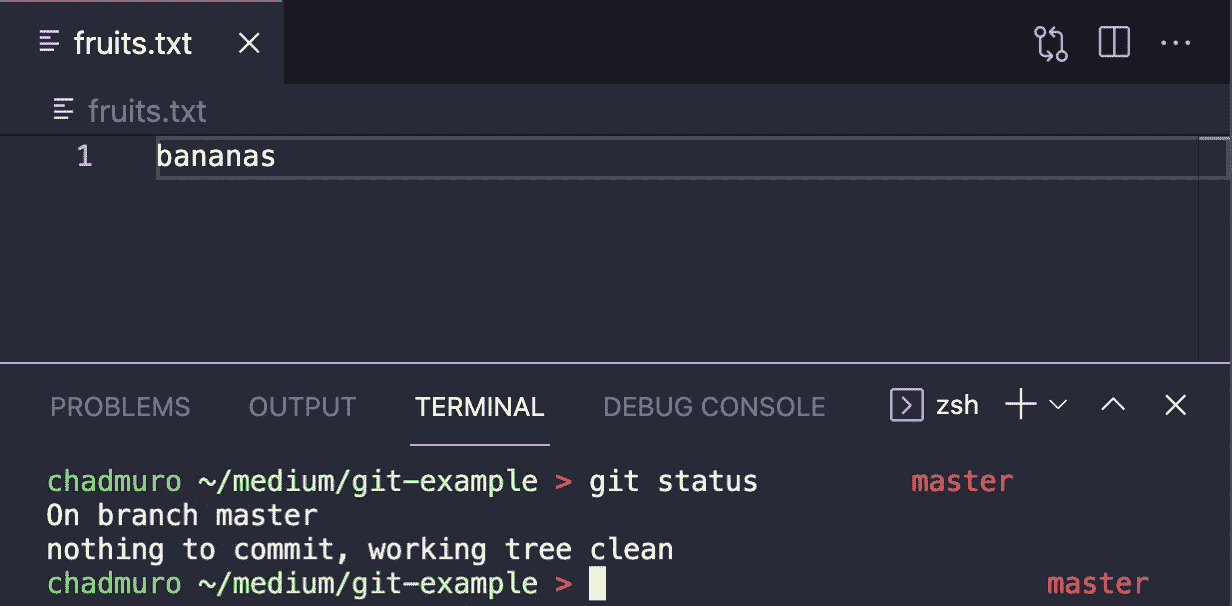 fruits.txt
fruits.txt
1 bananas
PROBLEMS OUTPUT TERMINAL DEBUG CONSOLE zsh
chadmuro ~/medium/git-example > git status master
On branch master
nothing to commit, working tree clean
chadmuro ~/medium/git-example > master